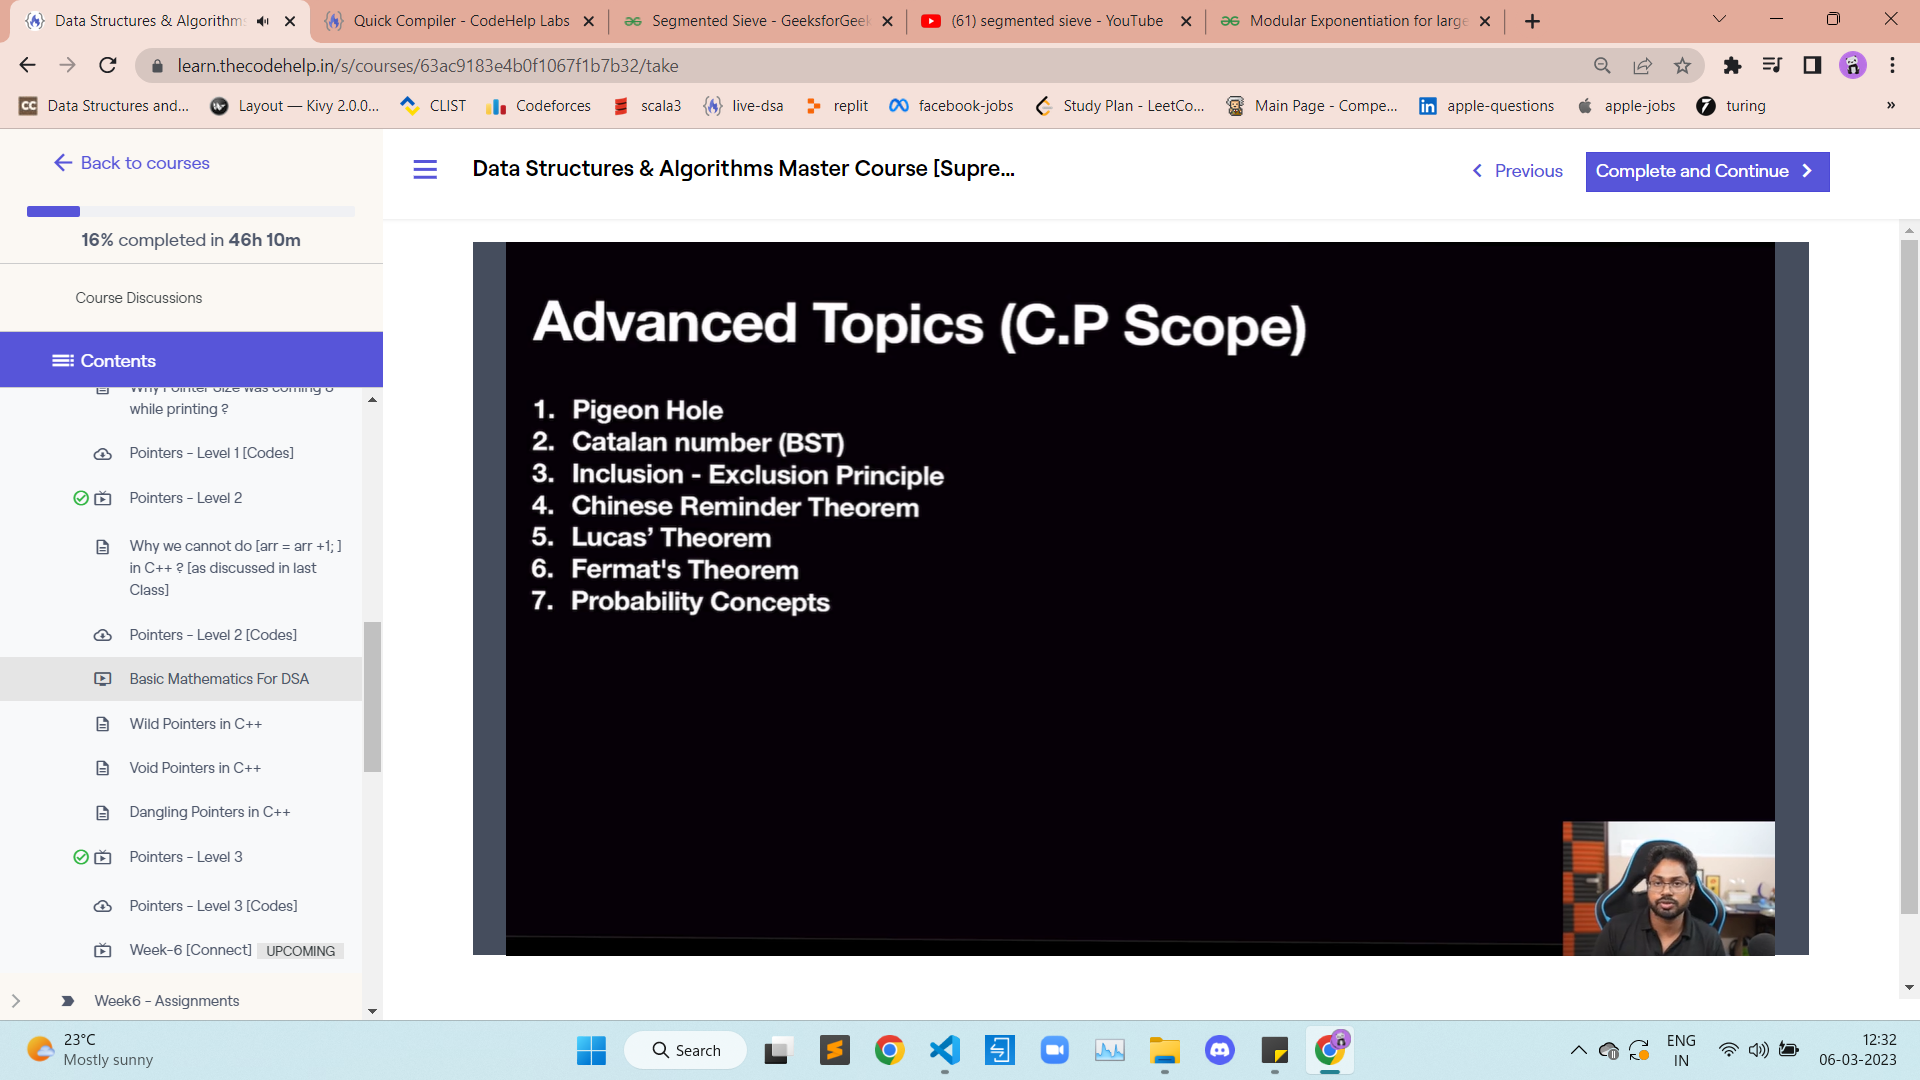 Data Structures & Algorithms
Quick Compiler - CodeHelp Labs
Segmented Sieve - GeeksforGeek
(61) segmented sieve - YouTube
Modular Exponentiation for large
learn.thecodehelp.in/s/courses/63ac9183e4b0f1067f1b7b32/take
Data Structures and...
Layout — Kivy 2.0.0...
CLIST
Codeforces
scala3
live-dsa
replit
facebook-jobs
Study Plan - LeetCo...
Main Page - Compe...
apple-questions
apple-jobs
turing
»
Back to courses
16% completed in 46h 10m
Course Discussions
Contents
Why Pointer Size was coming 8
while printing ?
Pointers - Level 1 [Codes]
Pointers - Level 2
Why we cannot do [arr = arr +1; ]
in C++ ? [as discussed in last
Class]
Pointers - Level 2 [Codes]
Basic Mathematics For DSA
Wild Pointers in C++
Void Pointers in C++
Dangling Pointers in C++
Pointers - Level 3
Pointers - Level 3 [Codes]
Week-6 [Connect] UPCOMING
Week6 - Assignments
Data Structures & Algorithms Master Course [Supre...
Previous
Complete and Continue
Advanced Topics (C.P Scope)
1. Pigeon Hole
2. Catalan number (BST)
3. Inclusion - Exclusion Principle
4. Chinese Reminder Theorem
5. Lucas’ Theorem
6. Fermat's Theorem
7. Probability Concepts
23°C
Mostly sunny
Search
ENG
IN
12:32
06-03-2023